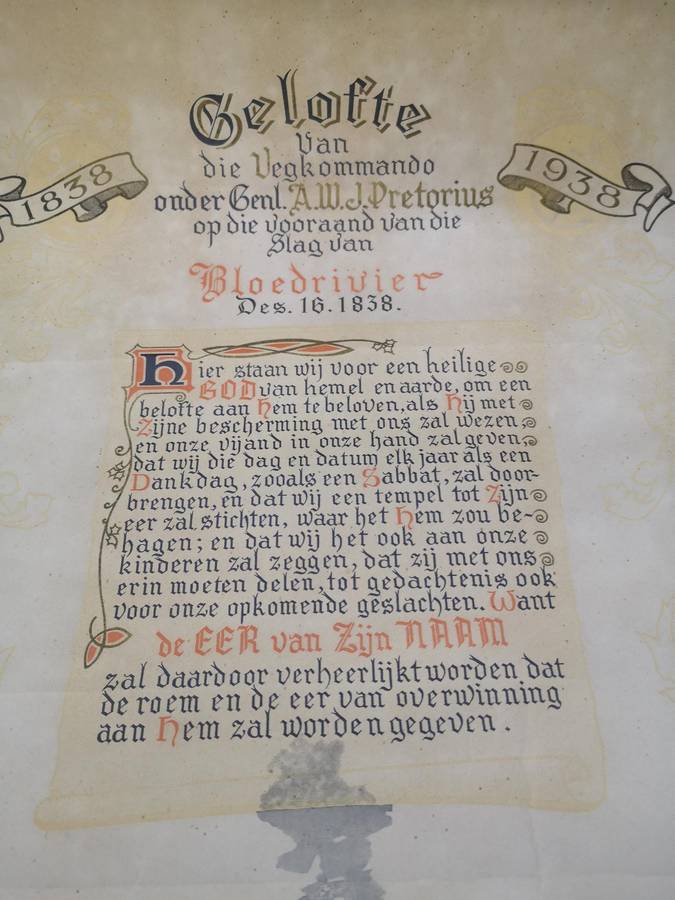 Gelofte
Van
die Vegkommando
1838
1938
onder Genl. A.W.J. Pretorius
op die vooraand van die
Slag van
Bloedrivier
Des. 16. 1838.
Hier staan wij voor een heilige
GOD van hemel en aarde, om een
belofte aan Hem te beloven, als Hij met
Zijne bescherming met ons zal wezen,
en onze vijand in onze hand zal geven,
dat wij die dag en datum elk jaar als een
Dankdag, zooals een Sabbat, zal door-
brengen, en dat wij een tempel tot Zijn
eer zal stichten, waar het Hem zou be-
hagen; en dat wij het ook aan onze
kinderen zal zeggen, dat zij met ons
erin moeten delen, tot gedachtenis ook
voor onze opkomende geslachten. Want
de EER van Zijn NAAM
zal daardoor verheerlijkt worden, dat
de roem en de eer van overwinning
aan Hem zal worden gegeven.